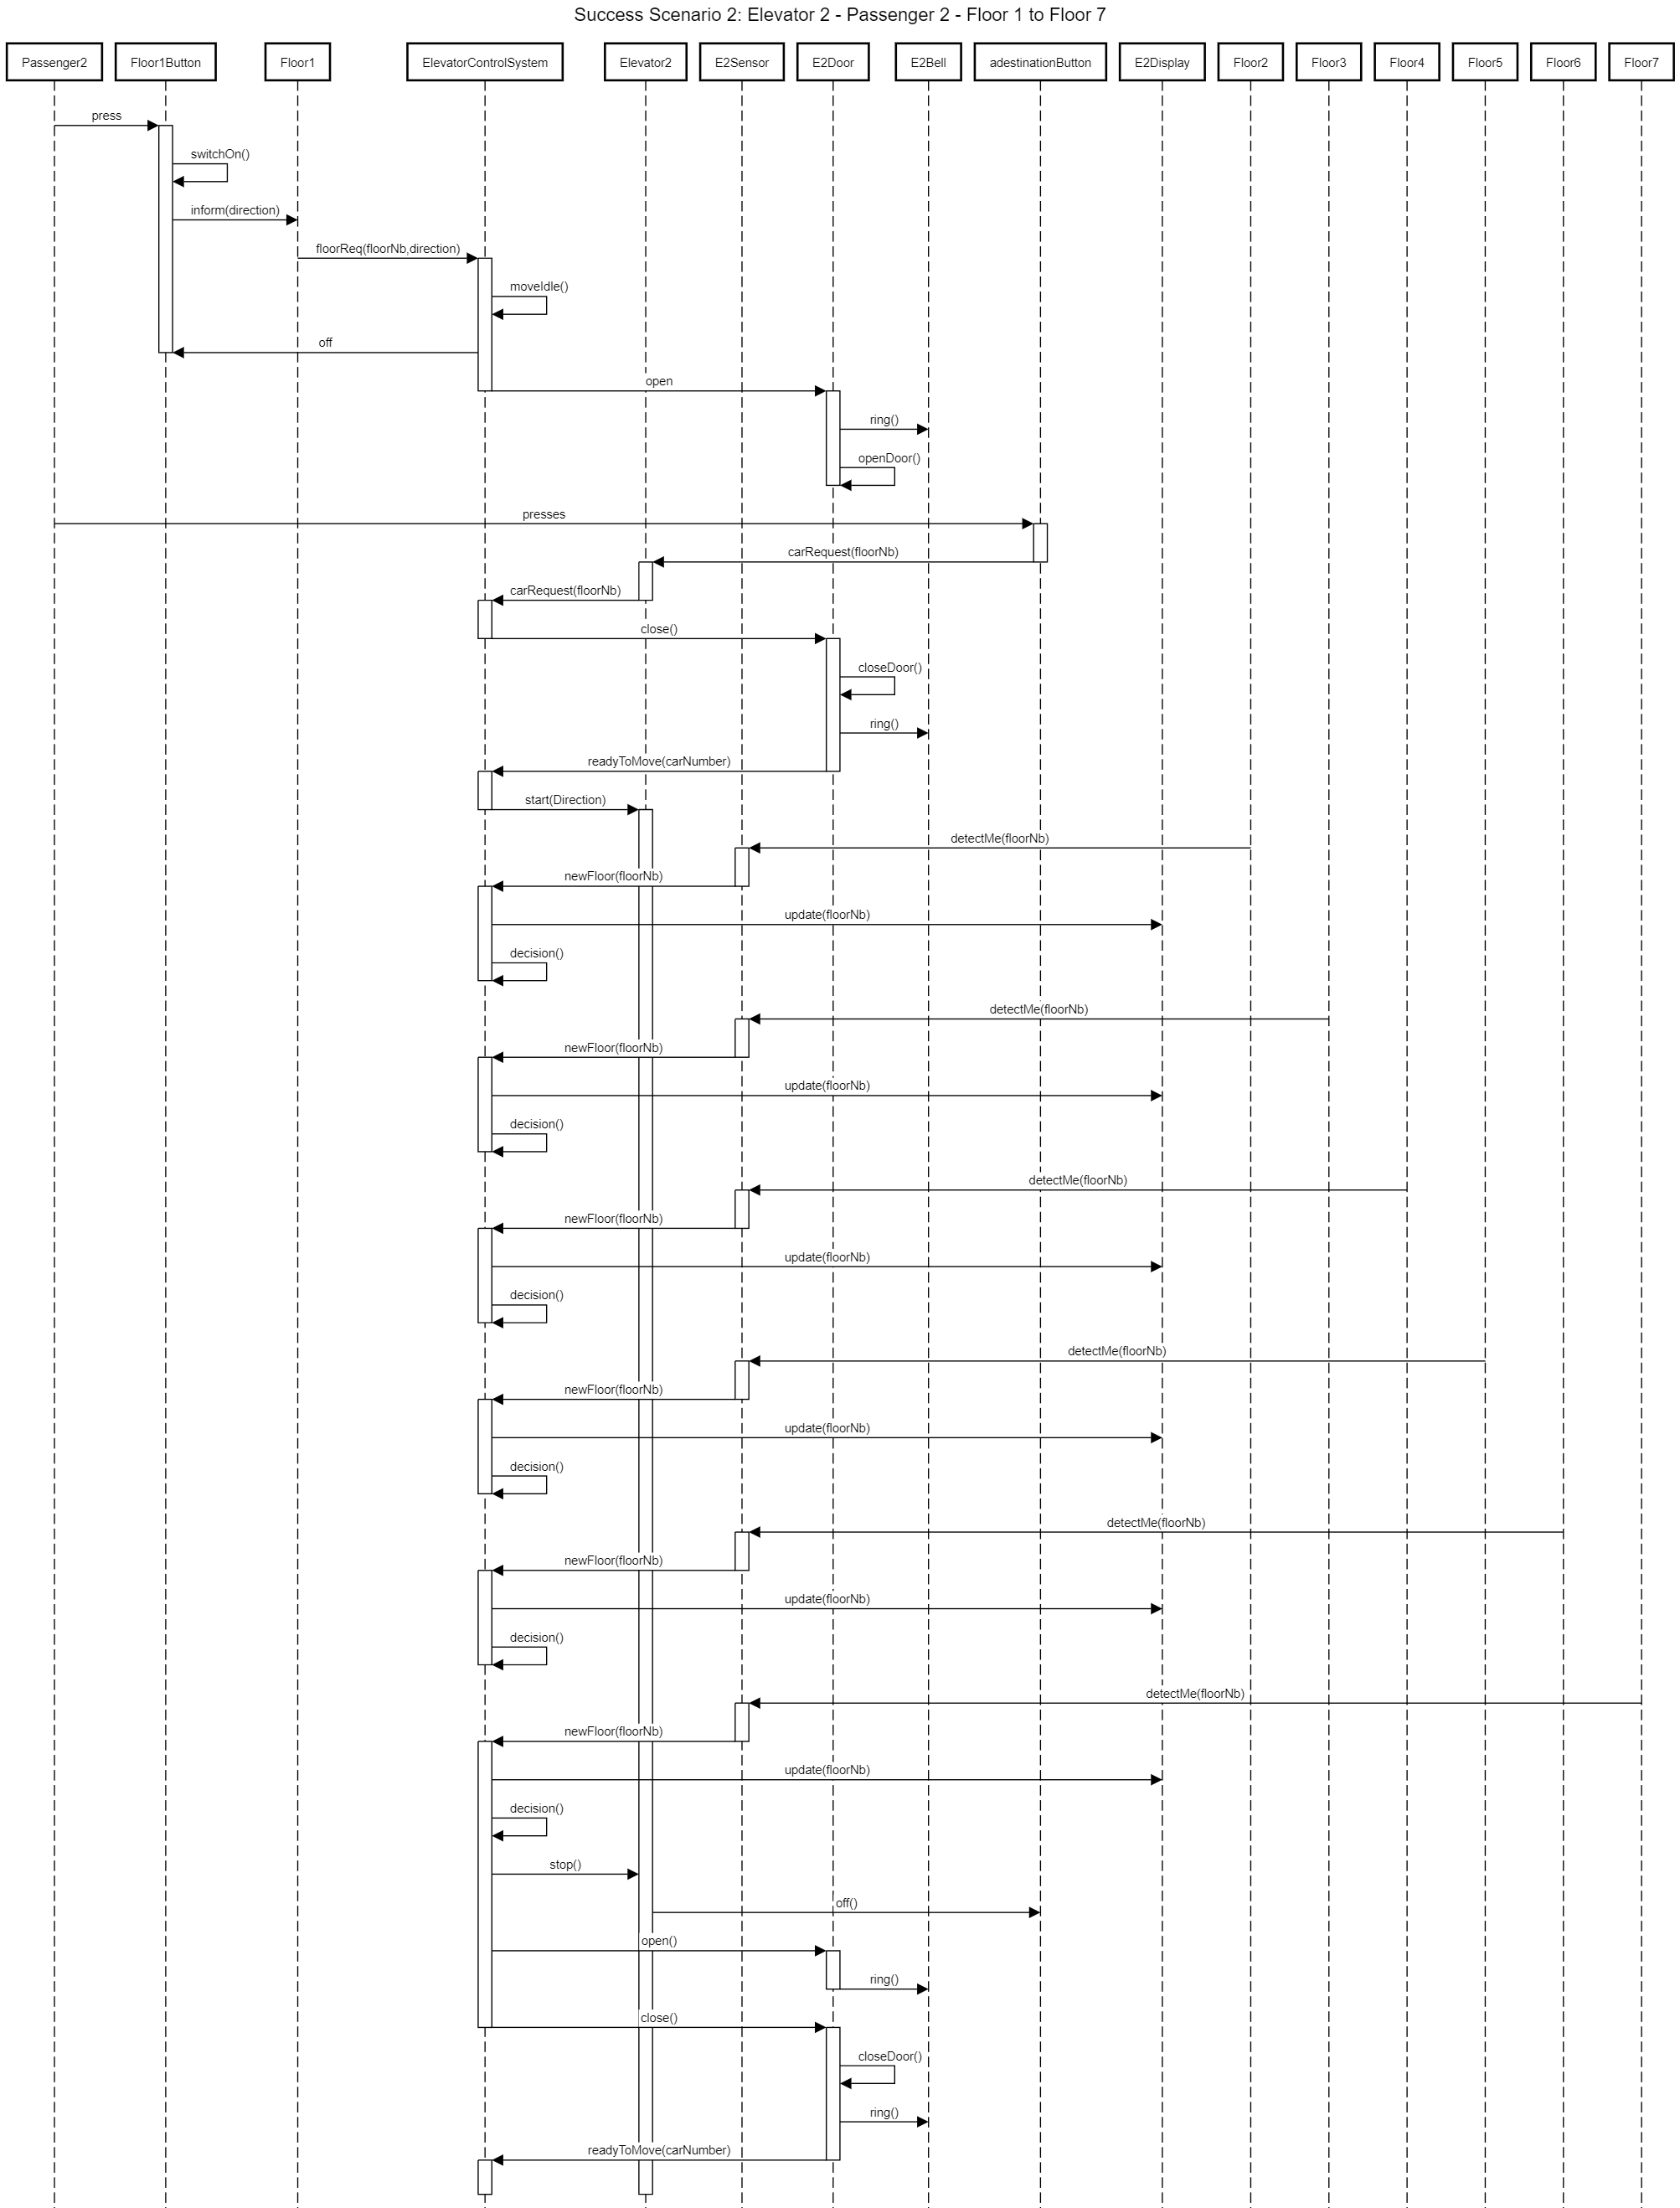 Success Scenario 2: Elevator 2 - Passenger 2 - Floor 1 to Floor 7
Passenger2 Floor1Button Floor1 ElevatorControlSystem Elevator2 E2Sensor E2Door E2Bell adestinationButton E2Display Floor2 Floor3 Floor4 Floor5 Floor6 Floor7
press
switchOn()
inform(direction)
floorReq(floorNb,direction)
moveIdle()
off
open
ring()
openDoor()
presses
carRequest(floorNb)
carRequest(floorNb)
close()
closeDoor()
ring()
readyToMove(carNumber)
start(Direction)
detectMe(floorNb)
newFloor(floorNb)
update(floorNb)
decision()
detectMe(floorNb)
newFloor(floorNb)
update(floorNb)
decision()
detectMe(floorNb)
newFloor(floorNb)
update(floorNb)
decision()
detectMe(floorNb)
newFloor(floorNb)
update(floorNb)
decision()
detectMe(floorNb)
newFloor(floorNb)
update(floorNb)
decision()
detectMe(floorNb)
newFloor(floorNb)
update(floorNb)
decision()
stop()
off()
open()
ring()
close()
closeDoor()
ring()
readyToMove(carNumber)